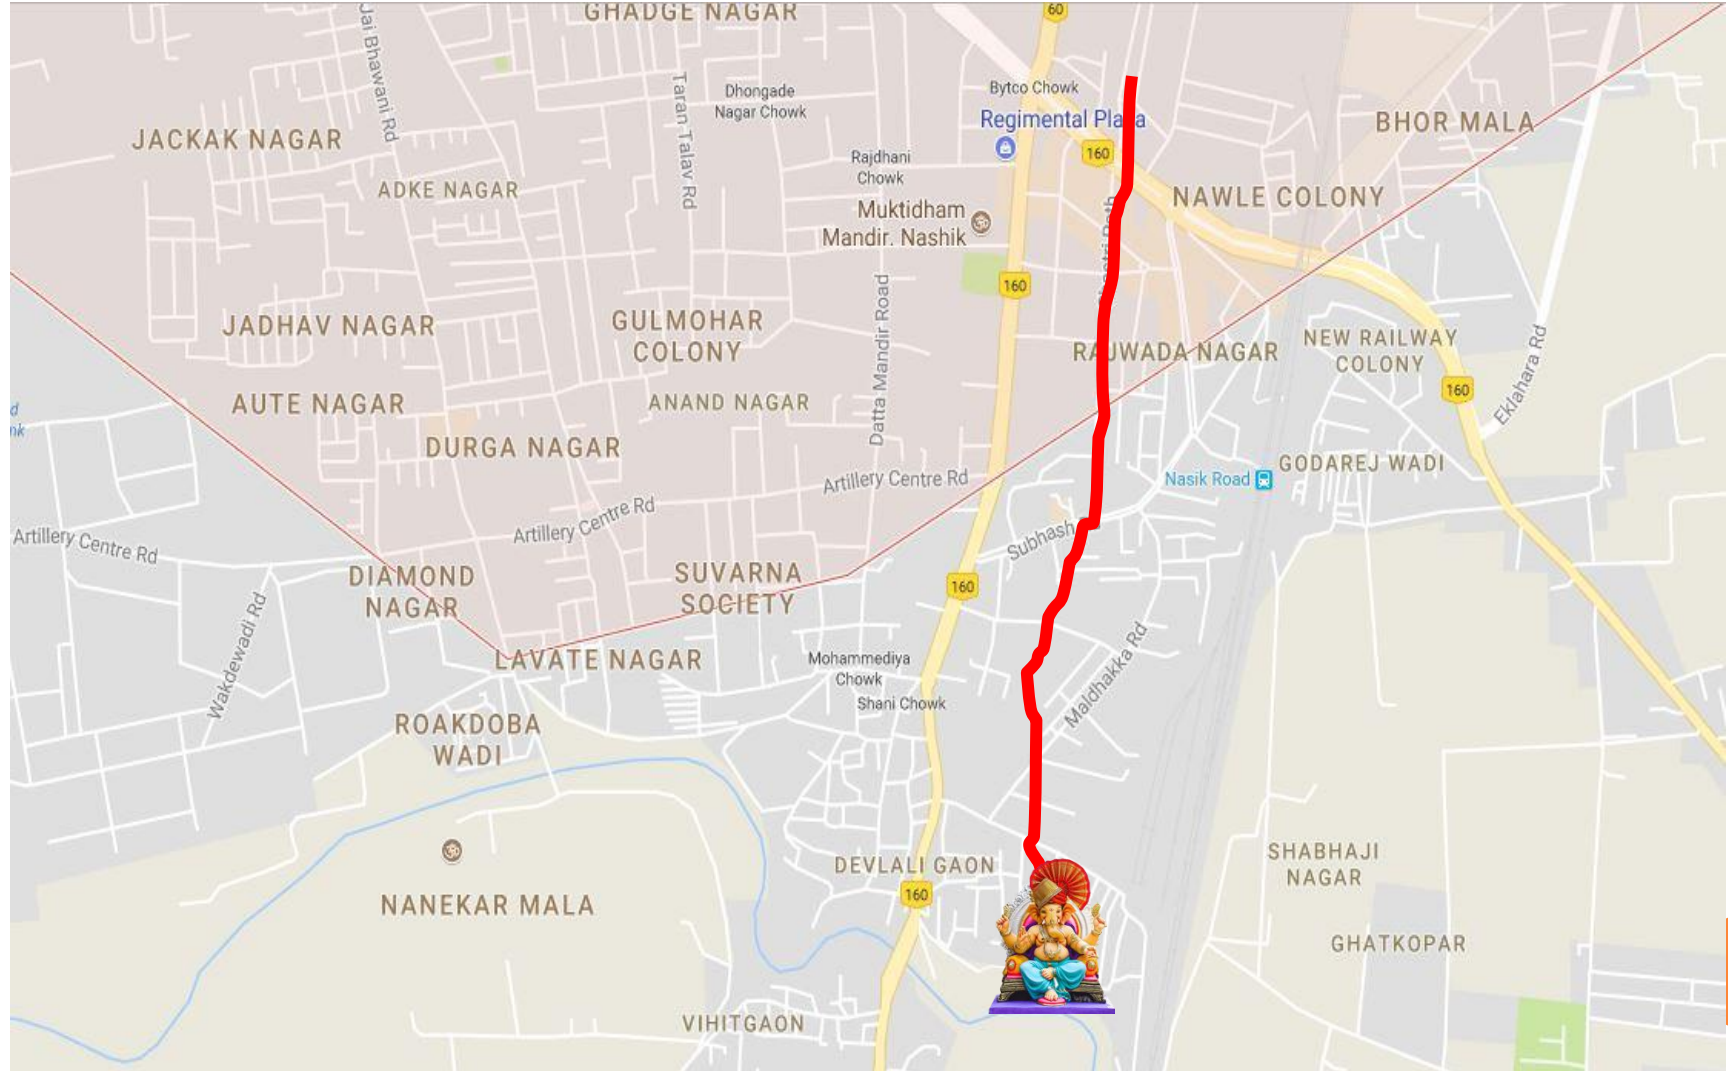 GHADGE NAGAR
60
Jai Bhawani Rd
Taran Talav Rd
Dhongade
Nagar Chowk
Bytco Chowk
Regimental Plaza
160
JACKAK NAGAR
BHOR MALA
ADKE NAGAR
Rajdhani
Chowk
NAWLE COLONY
Muktidham
Mandir. Nashik
160
Datta Mandir Road
JADHAV NAGAR
GULMOHAR
COLONY
RAJWADA NAGAR
NEW RAILWAY
COLONY
Eklahara Rd
160
AUTE NAGAR
ANAND NAGAR
DURGA NAGAR
GODAREJ WADI
Nasik Road
Artillery Centre Rd
Artillery Centre Rd
Artillery Centre Rd
Subhash
DIAMOND
NAGAR
SUVARNA
SOCIETY
160
Wakdewadi Rd
LAVATE NAGAR
Mohammediya
Chowk
Shani Chowk
Maldhakka Rd
ROAKDOBA
WADI
DEVLALI GAON
160
SHABHAJI
NAGAR
NANEKAR MALA
GHATKOPAR
VIHITGAON